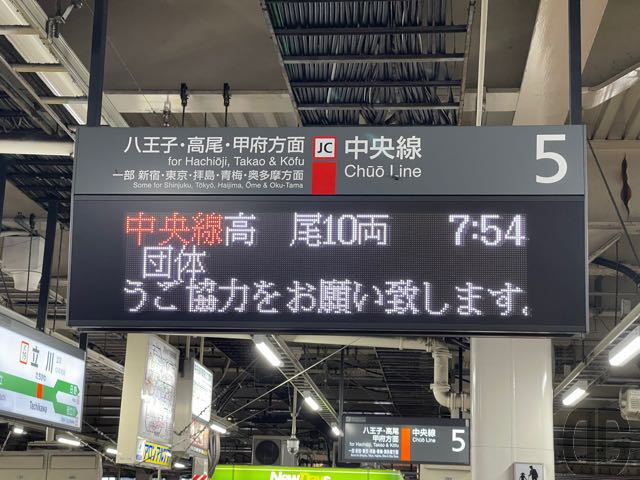 八王子・高尾・甲府方面
for Hachiōji, Takao & Kōfu
一部 新宿・東京・拝島・青梅・奥多摩方面
Some for Shinjuku, Tōkyō, Haijima, Ōme & Oku-Tama
JC 中央線
Chūō Line
5
中央線高 尾10両 7:54
団体
うご協力をお願い致します。
立川
Tachikawa
八王子・高尾
甲府方面
中央線
Chūō Line
5
NewDays